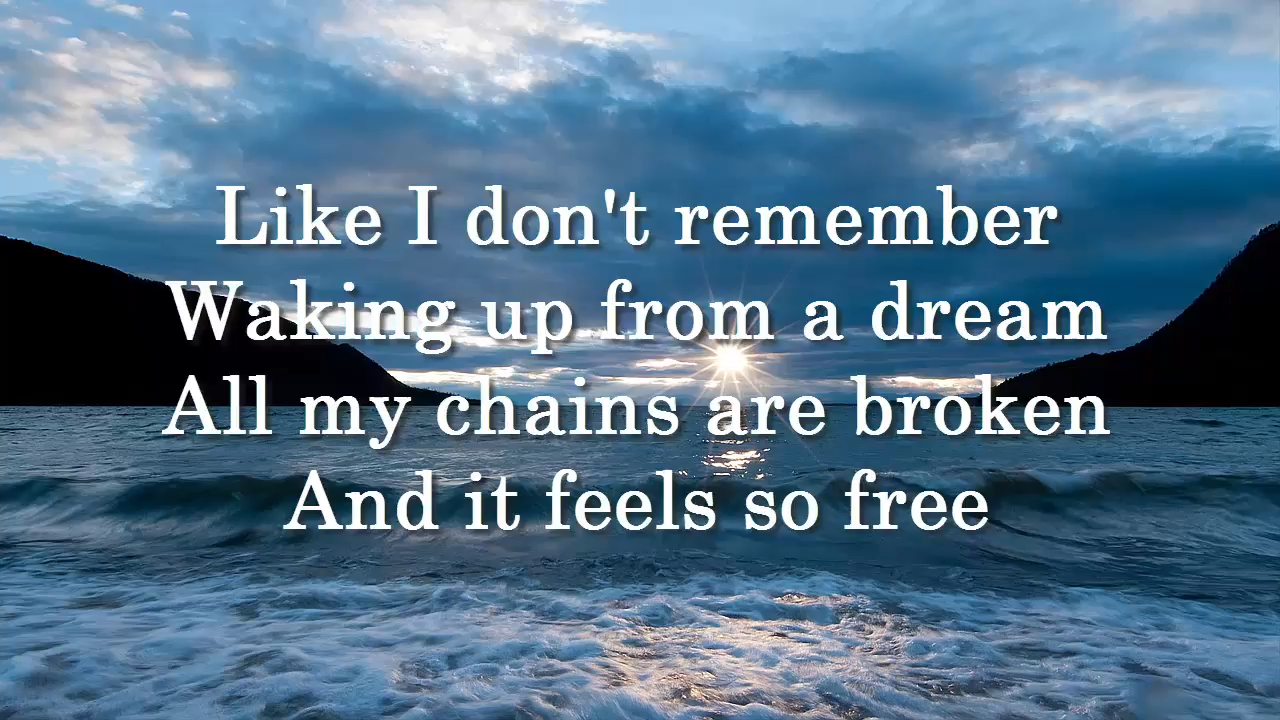 Like I don't remember
Waking up from a dream
All my chains are broken
And it feels so free